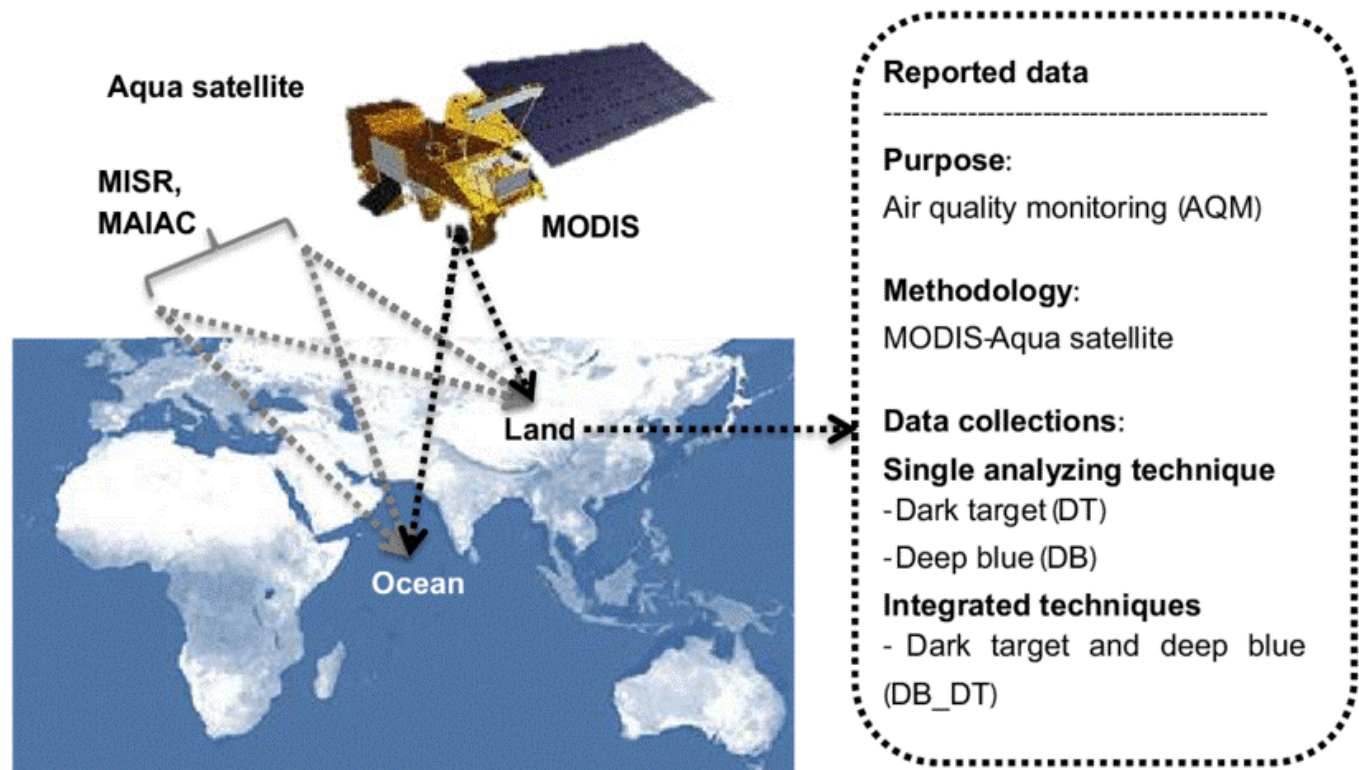 Aqua satellite
MISR,
MAIAC
MODIS
Land
Ocean
Reported data
-----------------------------------------
Purpose:
Air quality monitoring (AQM)
Methodology:
MODIS-Aqua satellite
Data collections:
Single analyzing technique
-Dark target (DT)
-Deep blue (DB)
Integrated techniques
- Dark target and deep blue
(DB_DT)